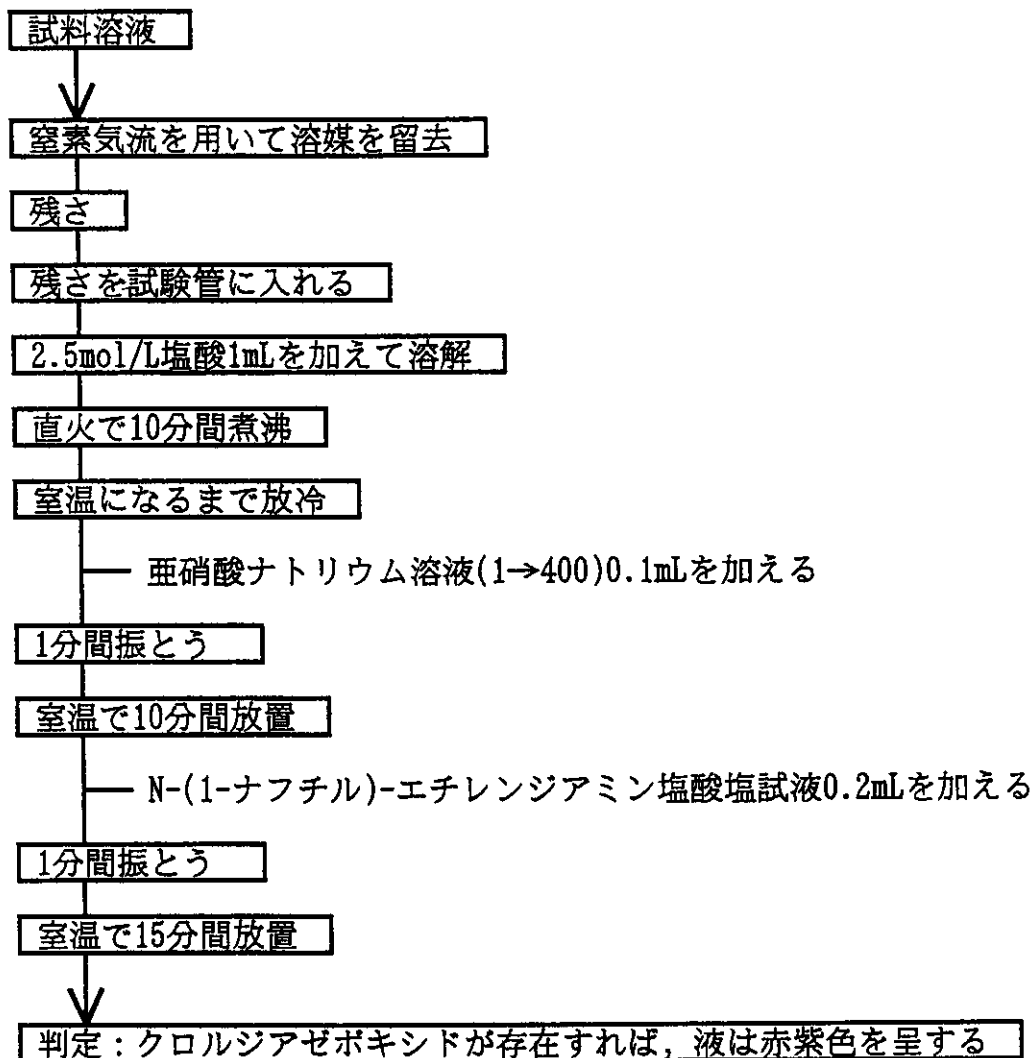 試料溶液
窒素気流を用いて溶媒を留去
残さ
残さを試験管に入れる
2.5mol/L塩酸1mLを加えて溶解
直火で10分間煮沸
室温になるまで放冷
亜硝酸ナトリウム溶液(1→400)0.1mLを加える
1分間振とう
室温で10分間放置
N-(1-ナフチル)-エチレンジアミン塩酸塩試液0.2mLを加える
1分間振とう
室温で15分間放置
判定：クロルジアゼポキシドが存在すれば，液は赤紫色を呈する